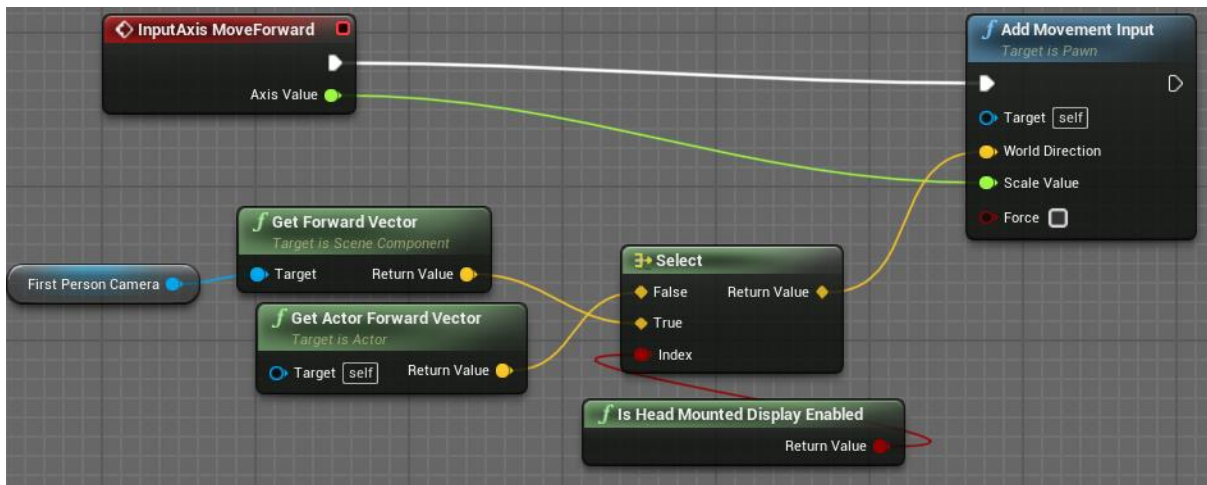 InputAxis MoveForward
Axis Value
Add Movement Input
Target is Pawn
Target self
World Direction
Scale Value
Force
First Person Camera
Get Forward Vector
Target is Scene Component
Target Return Value
Get Actor Forward Vector
Target is Actor
Target self Return Value
Select
False Return Value
True
Index
Is Head Mounted Display Enabled
Return Value